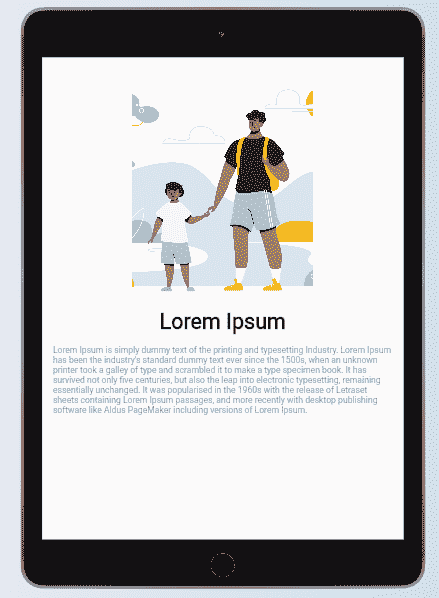 Lorem Ipsum
Lorem Ipsum is simply dummy text of the printing and typesetting Industry. Lorem Ipsum
has been the industry's standard dummy text ever since the 1500s, when an unknown
printer took a galley of type and scrambled it to make a type specimen book. It has
survived not only five centuries, but also the leap into electronic typesetting, remaining
essentially unchanged. It was popularised in the 1960s with the release of Letraset
sheets containing Lorem Ipsum passages, and more recently with desktop publishing
software like Aldus PageMaker including versions of Lorem Ipsum.